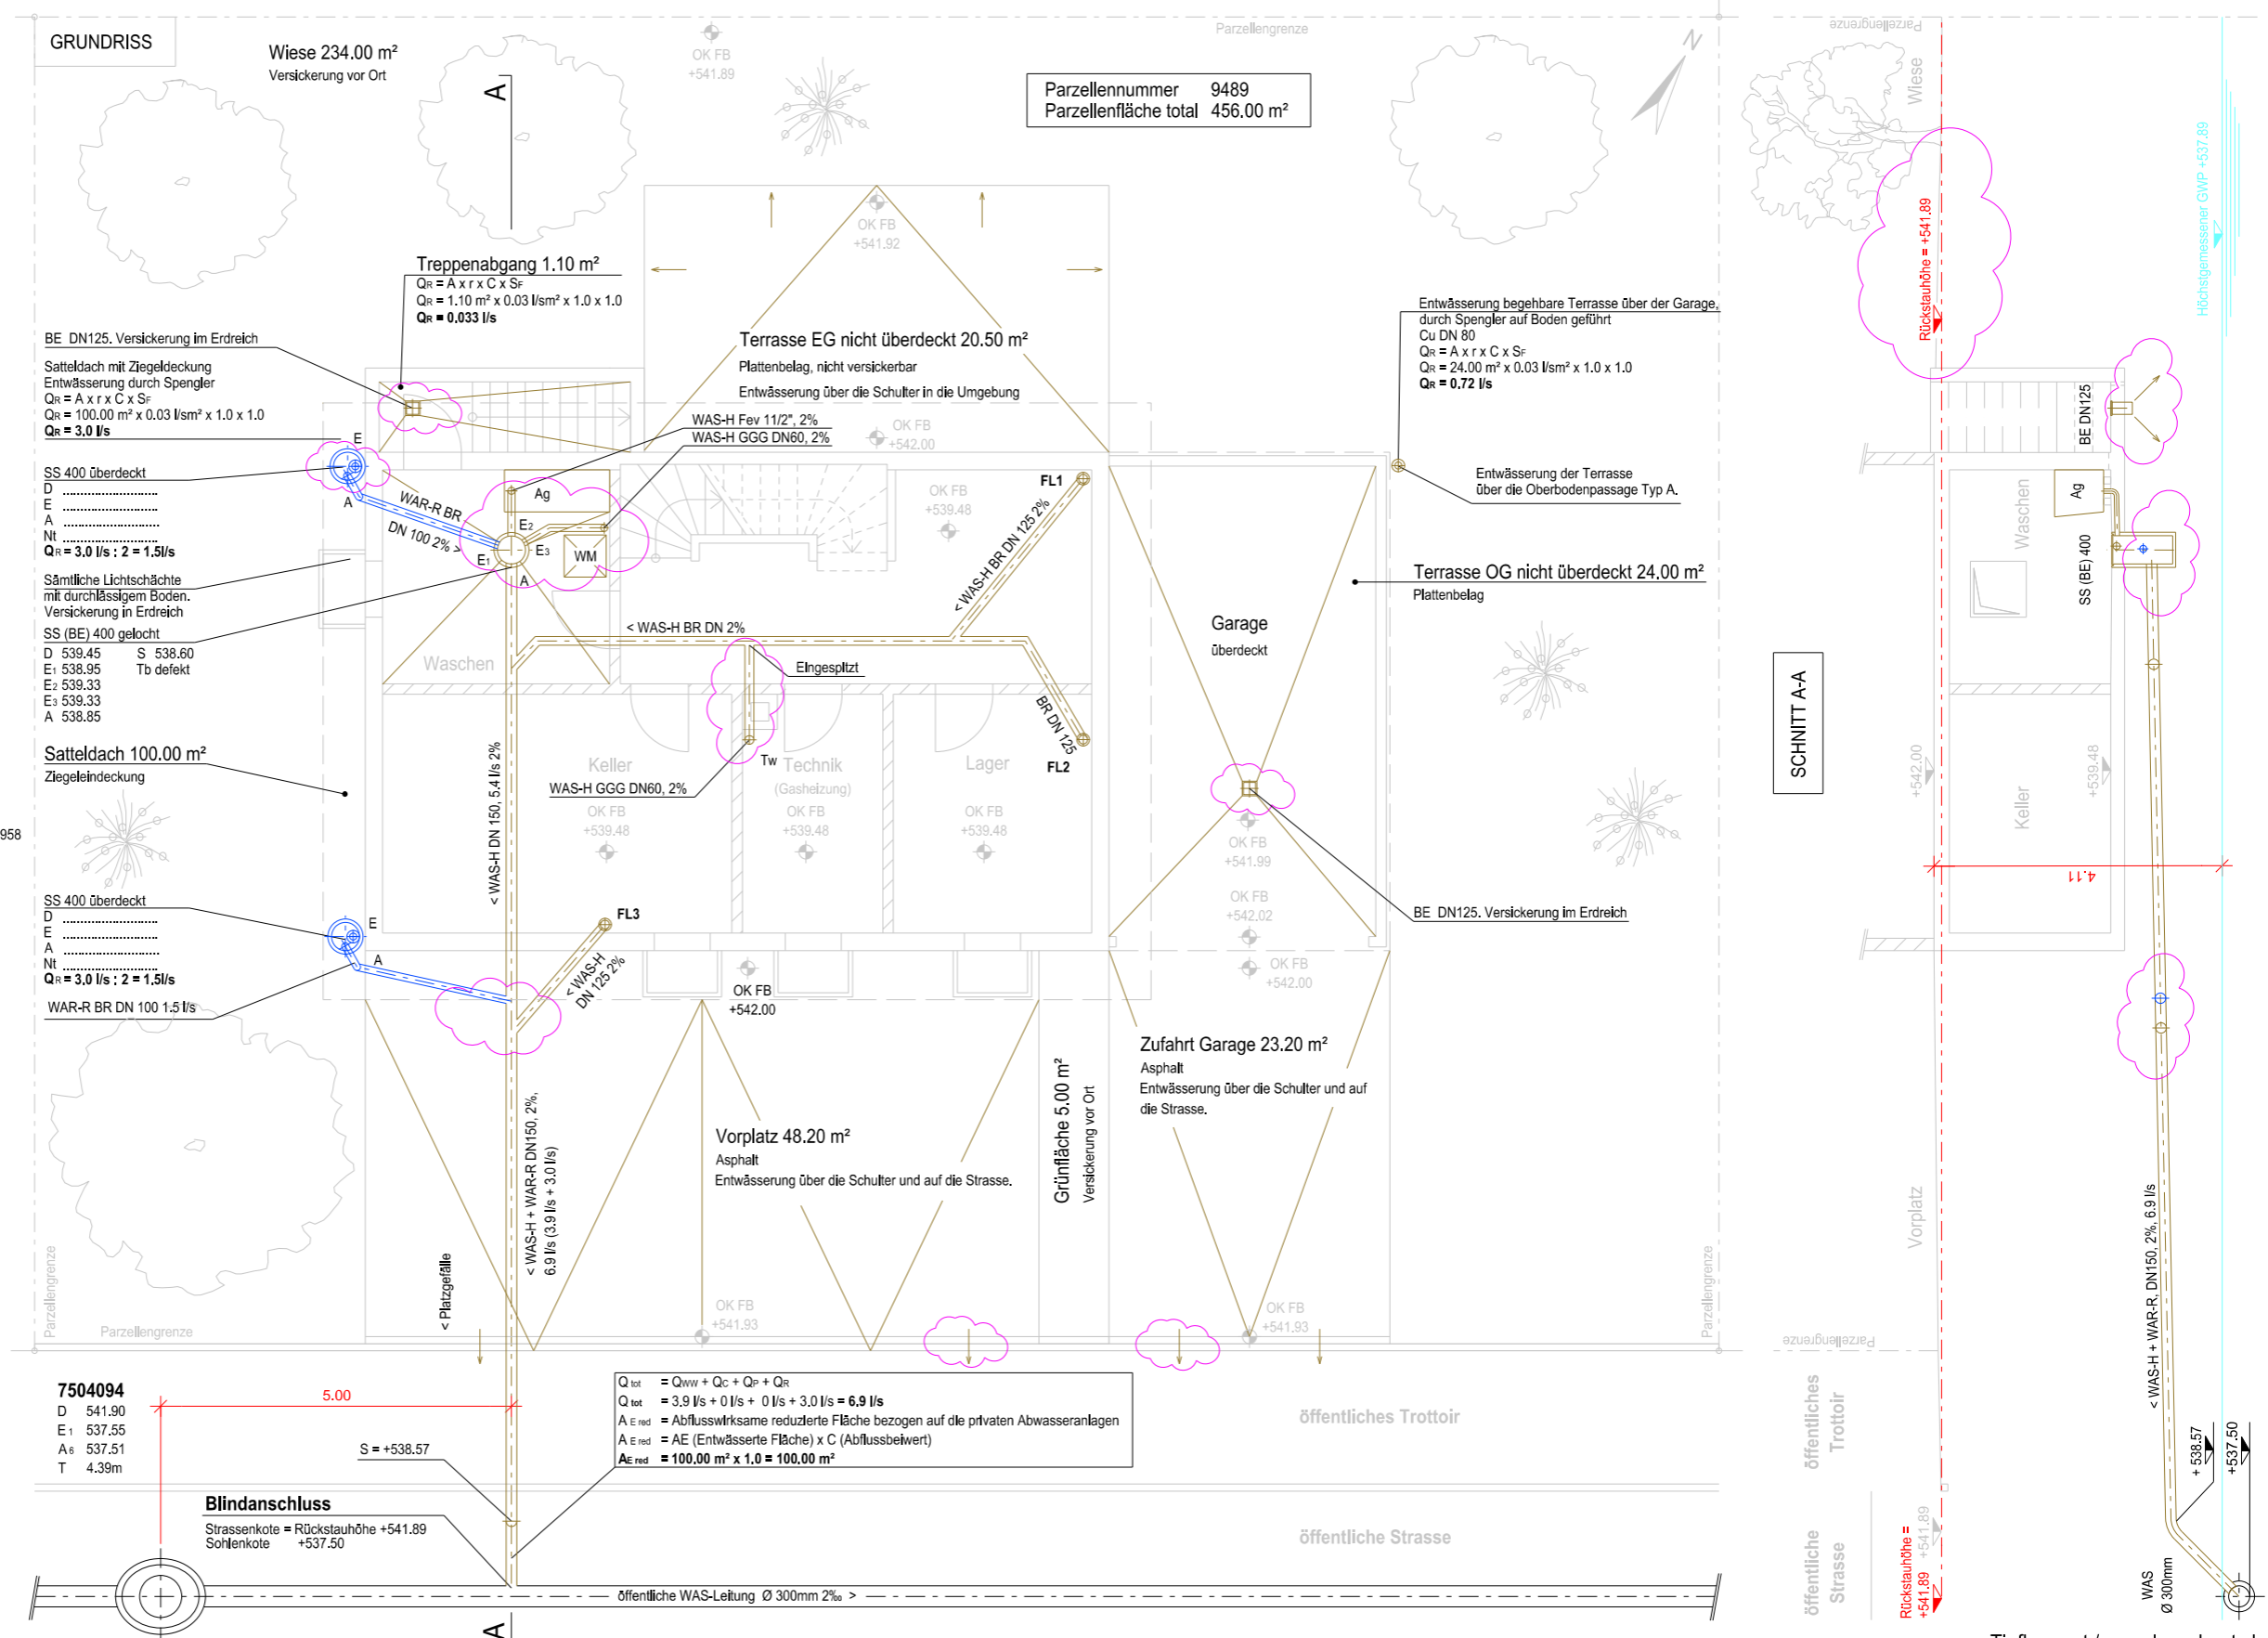 GRUNDRISS
Wiese 234.00 m²
Versickerung vor Ort
A
OK FB
+541.89
Parzellengrenze
N
Parzellennummer 9489
Parzellenfläche total 456.00 m²
Treppenabgang 1.10 m²
QR = A x r x C x SF
QR = 1.10 m² x 0.03 l/sm² x 1.0 x 1.0
QR = 0.033 l/s
OK FB
+541.92
BE DN125. Versickerung im Erdreich
Satteldach mit Ziegeldeckung
Entwässerung durch Spengler
QR = A x r x C x SF
QR = 100.00 m² x 0.03 l/sm² x 1.0 x 1.0
QR = 3.0 l/s
Terrasse EG nicht überdeckt 20.50 m²
Plattenbelag, nicht versickerbar
Entwässerung über die Schulter in die Umgebung
WAS-H Fev 11/2", 2%
WAS-H GGG DN60, 2%
OK FB
+542.00
Entwässerung begehbare Terrasse über der Garage,
durch Spengler auf Boden geführt
Cu DN 80
QR = A x r x C x SF
QR = 24.00 m² x 0.03 l/sm² x 1.0 x 1.0
QR = 0.72 l/s
Entwässerung der Terrasse
über die Oberbodenpassage Typ A.
SS 400 überdeckt
D ........................
E ........................
A ........................
Nt ........................
QR = 3.0 l/s : 2 = 1.5l/s
E
A
WAR-R BR
DN 100 2% >
Ag
E2
E3
E1
A
WM
OK FB
+539.48
FL1
< WAS-H BR DN 125 2%
Sämtliche Lichtschächte
mit durchlässigem Boden.
Versickerung in Erdreich
SS (BE) 400 gelocht
D 539.45 S 538.60
E1 538.95 Tb defekt
E2 539.33
E3 539.33
A 538.85
Waschen
< WAS-H BR DN 2%
Eingespitzt
BR DN 125
FL2
Garage
überdeckt
Terrasse OG nicht überdeckt 24.00 m²
Plattenbelag
Satteldach 100.00 m²
Ziegeleindeckung
958
< WAS-H DN 150, 5.4 l/s 2%
Keller
OK FB
+539.48
WAS-H GGG DN60, 2%
Tw
Technik
(Gasheizung)
OK FB
+539.48
Lager
OK FB
+539.48
OK FB
+541.99
OK FB
+542.02
BE DN125. Versickerung im Erdreich
OK FB
+542.00
SS 400 überdeckt
D ........................
E ........................
A ........................
Nt ........................
QR = 3.0 l/s : 2 = 1.5l/s
WAR-R BR DN 100 1.5 l/s
E
A
FL3
< WAS-H
DN 125 2%
OK FB
+542.00
Zufahrt Garage 23.20 m²
Asphalt
Entwässerung über die Schulter und auf
die Strasse.
Grünfläche 5.00 m²
Versickerung vor Ort
Vorplatz 48.20 m²
Asphalt
Entwässerung über die Schulter und auf die Strasse.
< WAS-H + WAR-R DN150, 2%,
6.9 l/s (3.9 l/s + 3.0 l/s)
< Platzgefälle
Parzellengrenze
Parzellengrenze
Parzellengrenze
OK FB
+541.93
OK FB
+541.93
7504094
D 541.90
E1 537.55
A6 537.51
T 4.39m
5.00
S = +538.57
Q tot = QWW + QC + QP + QR
Q tot = 3.9 l/s + 0 l/s + 0 l/s + 3.0 l/s = 6.9 l/s
A E red = Abflusswirksame reduzierte Fläche bezogen auf die privaten Abwasseranlagen
A E red = AE (Entwässerte Fläche) x C (Abflussbeiwert)
AE red = 100.00 m² x 1.0 = 100.00 m²
öffentliches Trottoir
Blindanschluss
Strassenkote = Rückstauhöhe +541.89
Sohlenkote +537.50
öffentliche Strasse
öffentliche WAS-Leitung Ø 300mm 2‰ >
A
Parzellengrenze
Wiese
Rückstauhöhe = +541.89
Höchstgemessener GWP +537.89
BE DN125
Waschen
Ag
SS (BE) 400
SCHNITT A-A
+542.00
+539.48
Keller
4.11
Vorplatz
< WAS-H + WAR-R, DN150, 2%, 6.9 l/s
Parzellengrenze
öffentliches
Trottoir
+ 538.57
+537.50
öffentliche
Strasse
Rückstauhöhe =
+541.89
+541.89
WAS
Ø 300mm